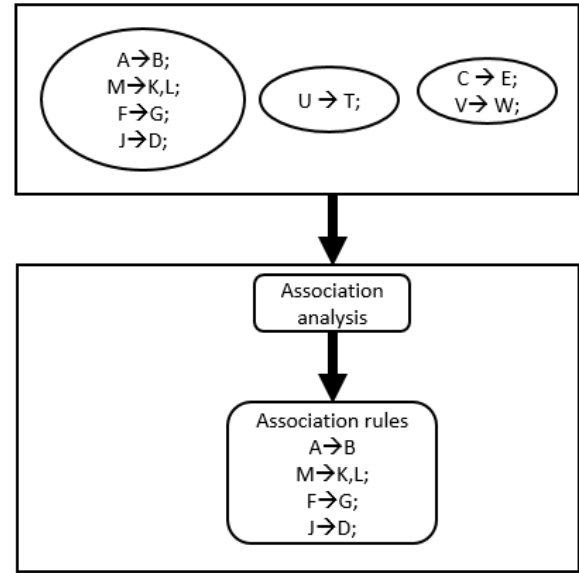 A→B;
M→K,L;
F→G;
J→D;
U → T;
C → E;
V→ W;
Association
analysis
Association rules
A→B
M→K,L;
F→G;
J→D;